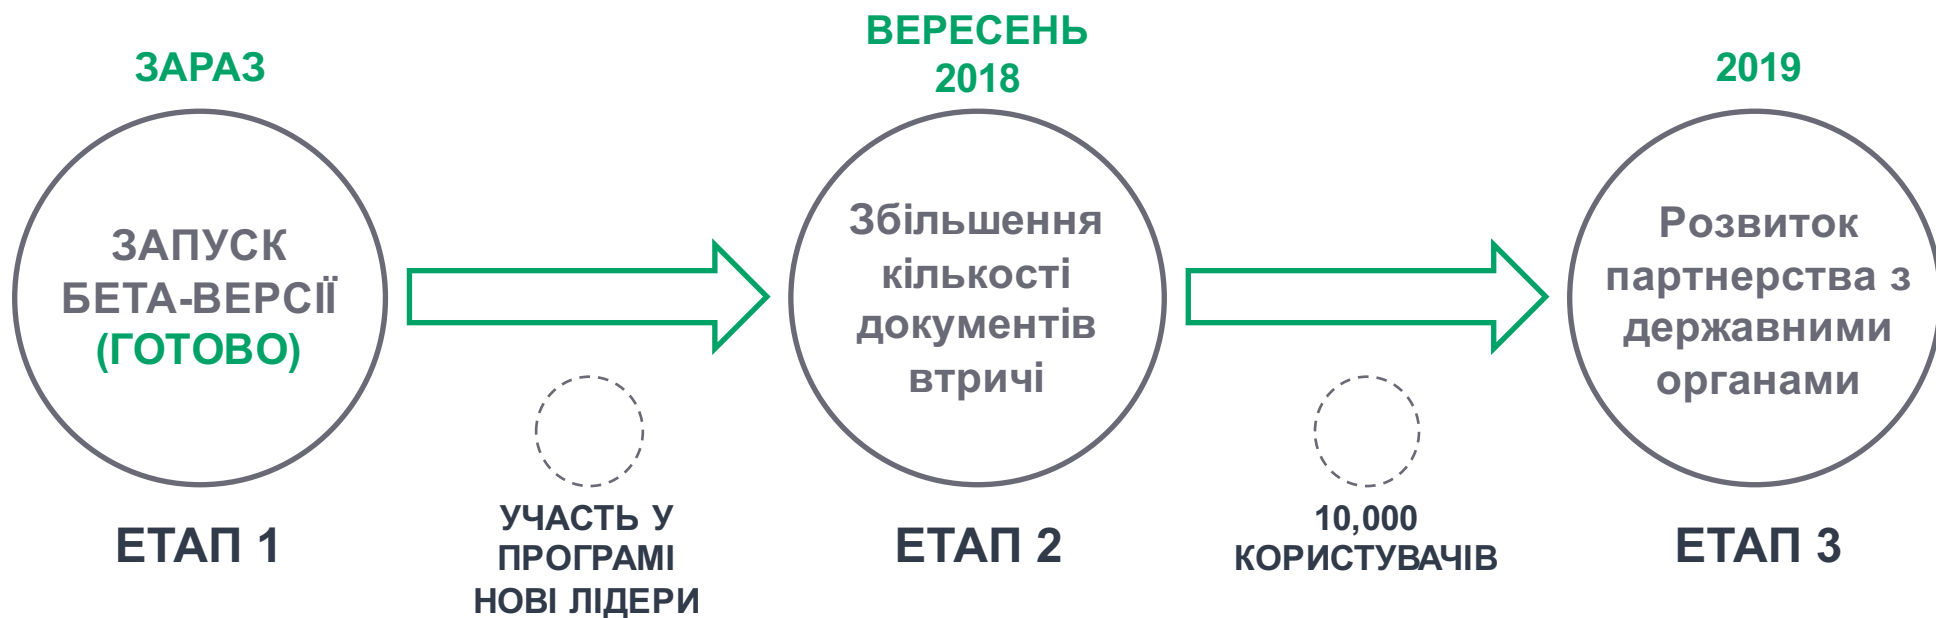 ЗАРАЗ
ЗАПУСК
БЕТА-ВЕРСІЇ
(ГОТОВО)
ЕТАП 1
УЧАСТЬ У
ПРОГРАМІ
НОВІ ЛІДЕРИ
ВЕРЕСЕНЬ
2018
Збільшення
кількості
документів
втричі
ЕТАП 2
10,000
КОРИСТУВАЧІВ
2019
Розвиток
партнерства з
державними
органами
ЕТАП 3